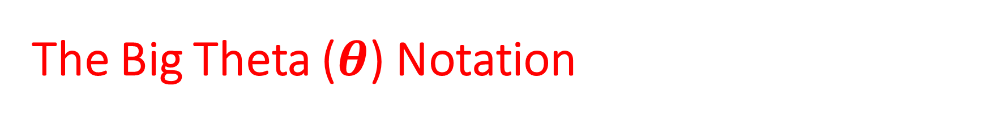 The Big Theta (𝜽) Notation